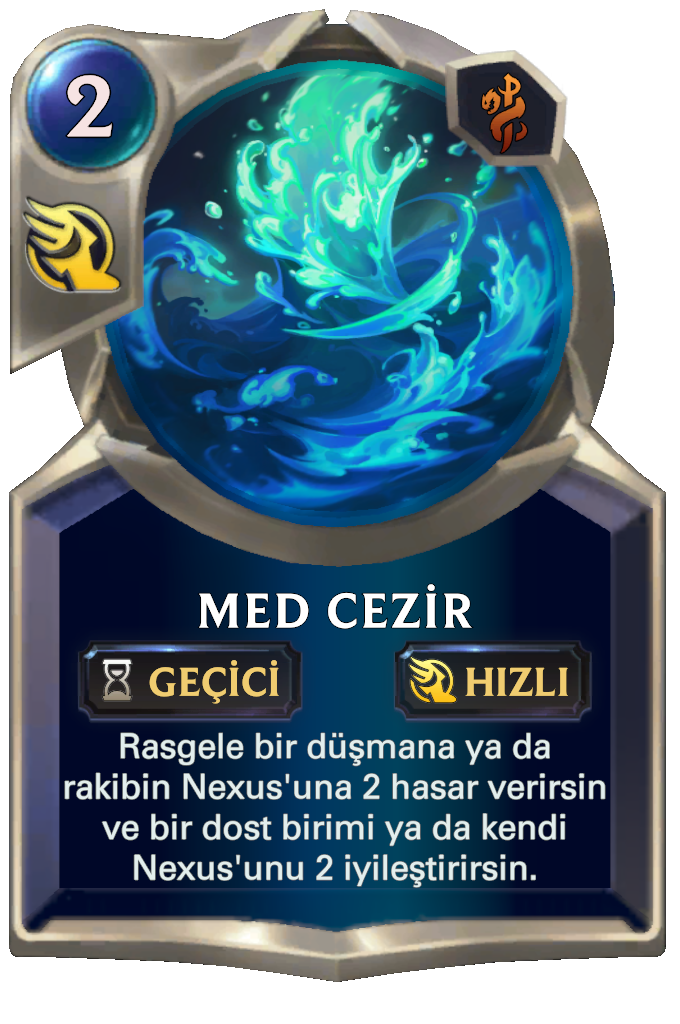 2
MED CEZİR
GEÇİCİ HIZLI
Rasgele bir düşmana ya da
rakibin Nexus'una 2 hasar verirsin
ve bir dost birimi ya da kendi
Nexus'unu 2 iyileştirirsin.